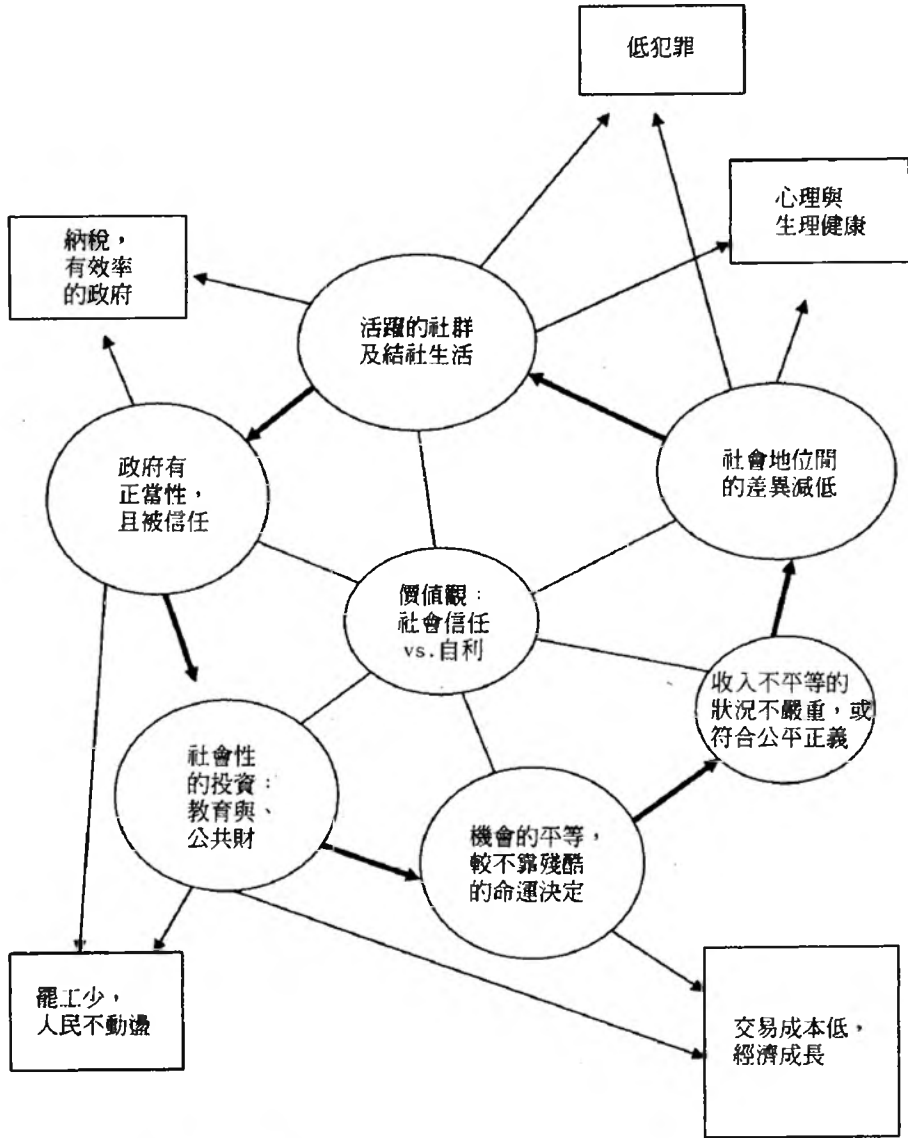 低犯罪
心理與
生理健康
納稅，
有效率
的政府
活躍的社群
及結社生活
政府有
正當性，
且被信任
社會地位間
的差異減低
價值觀：
社會信任
vs.自利
收入不平等的
狀況不嚴重，或
符合公平正義
社會性
的投資：
教育與、
公共財
機會的平等，
較不靠殘酷
的命運決定
罷工少，
人民不動盪
交易成本低，
經濟成長